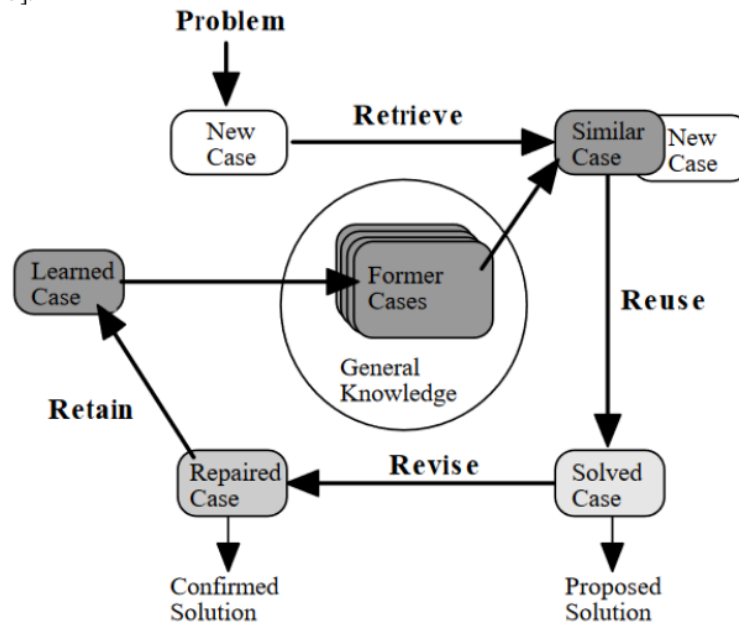 Problem
New
Case
Retrieve
Similar
Case
New
Case
Learned
Case
Former
Cases
Reuse
General
Knowledge
Retain
Repaired
Case
Revise
Solved
Case
Confirmed
Solution
Proposed
Solution